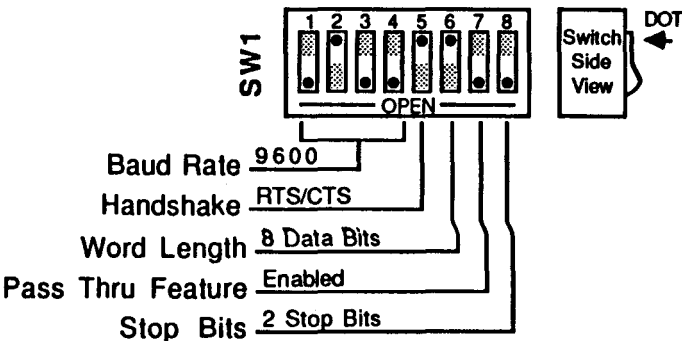 1 2 3 4 5 6 7 8
SW1
OPEN
Switch
Side
View
DOT
Baud Rate 9600
Handshake RTS/CTS
Word Length 8 Data Bits
Pass Thru Feature Enabled
Stop Bits 2 Stop Bits